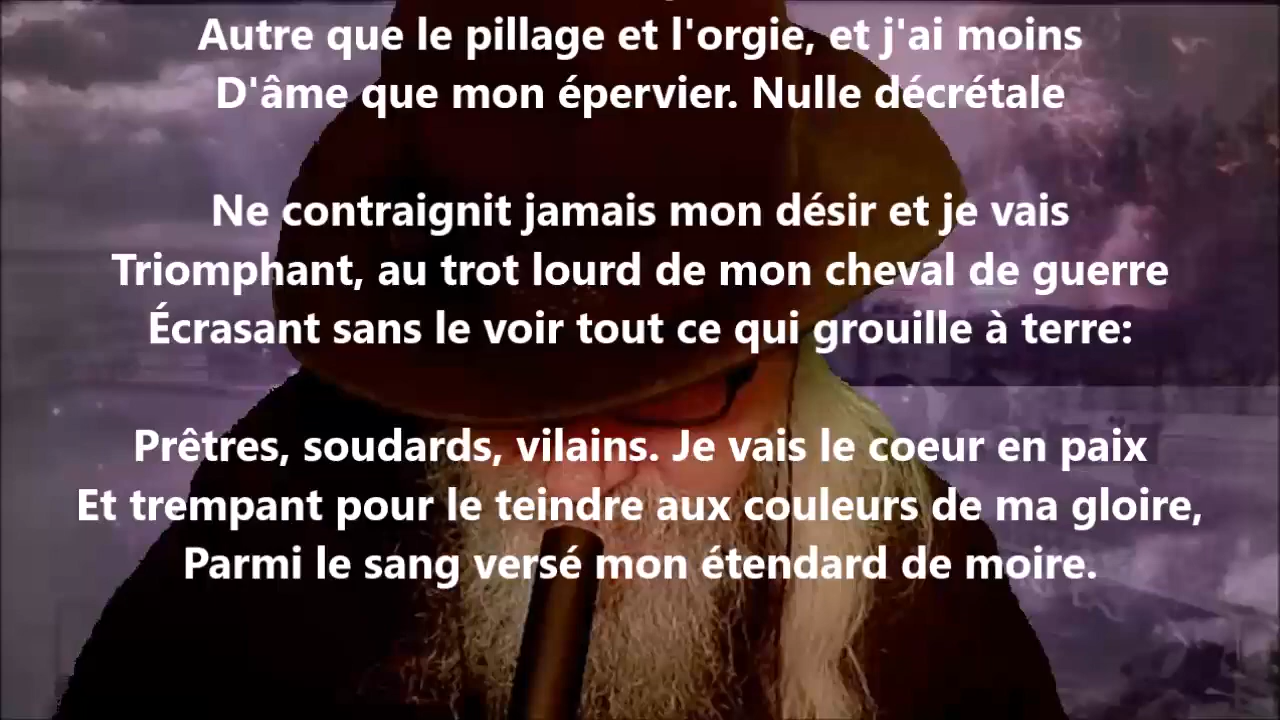 Autre que le pillage et l'orgie, et j'ai moins
D'âme que mon épervier. Nulle décrétale
Ne contraignit jamais mon désir et je vais
Triomphant, au trot lourd de mon cheval de guerre
Écrasant sans le voir tout ce qui grouille à terre:
Prêtres, soudards, vilains. Je vais le coeur en paix
Et trempant pour le teindre aux couleurs de ma gloire,
Parmi le sang versé mon étendard de moire.